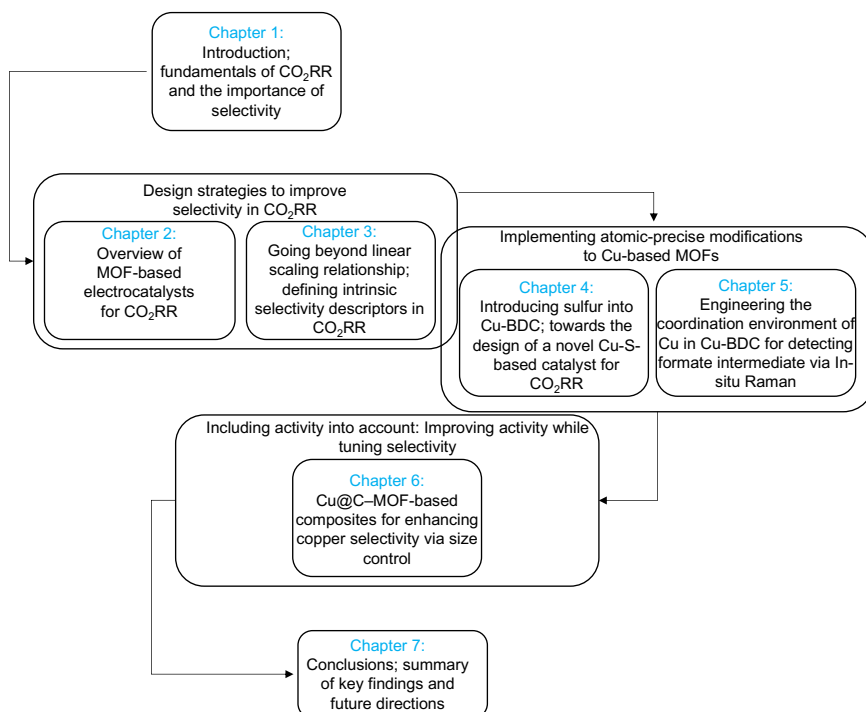 Chapter 1:
Introduction;
fundamentals of CO₂RR
and the importance of
selectivity
Design strategies to improve
selectivity in CO₂RR
Chapter 2:
Overview of
MOF-based
electrocatalysts
for CO₂RR
Chapter 3:
Going beyond linear
scaling relationship;
defining intrinsic
selectivity descriptors in
CO₂RR
Implementing atomic-precise modifications
to Cu-based MOFs
Chapter 4:
Introducing sulfur into
Cu-BDC; towards the
design of a novel Cu-S-
based catalyst for
CO₂RR
Chapter 5:
Engineering the
coordination environment of
Cu in Cu-BDC for detecting
formate intermediate via In-
situ Raman
Including activity into account: Improving activity while
tuning selectivity
Chapter 6:
Cu@C–MOF-based
composites for enhancing
copper selectivity via size
control
Chapter 7:
Conclusions; summary
of key findings and
future directions